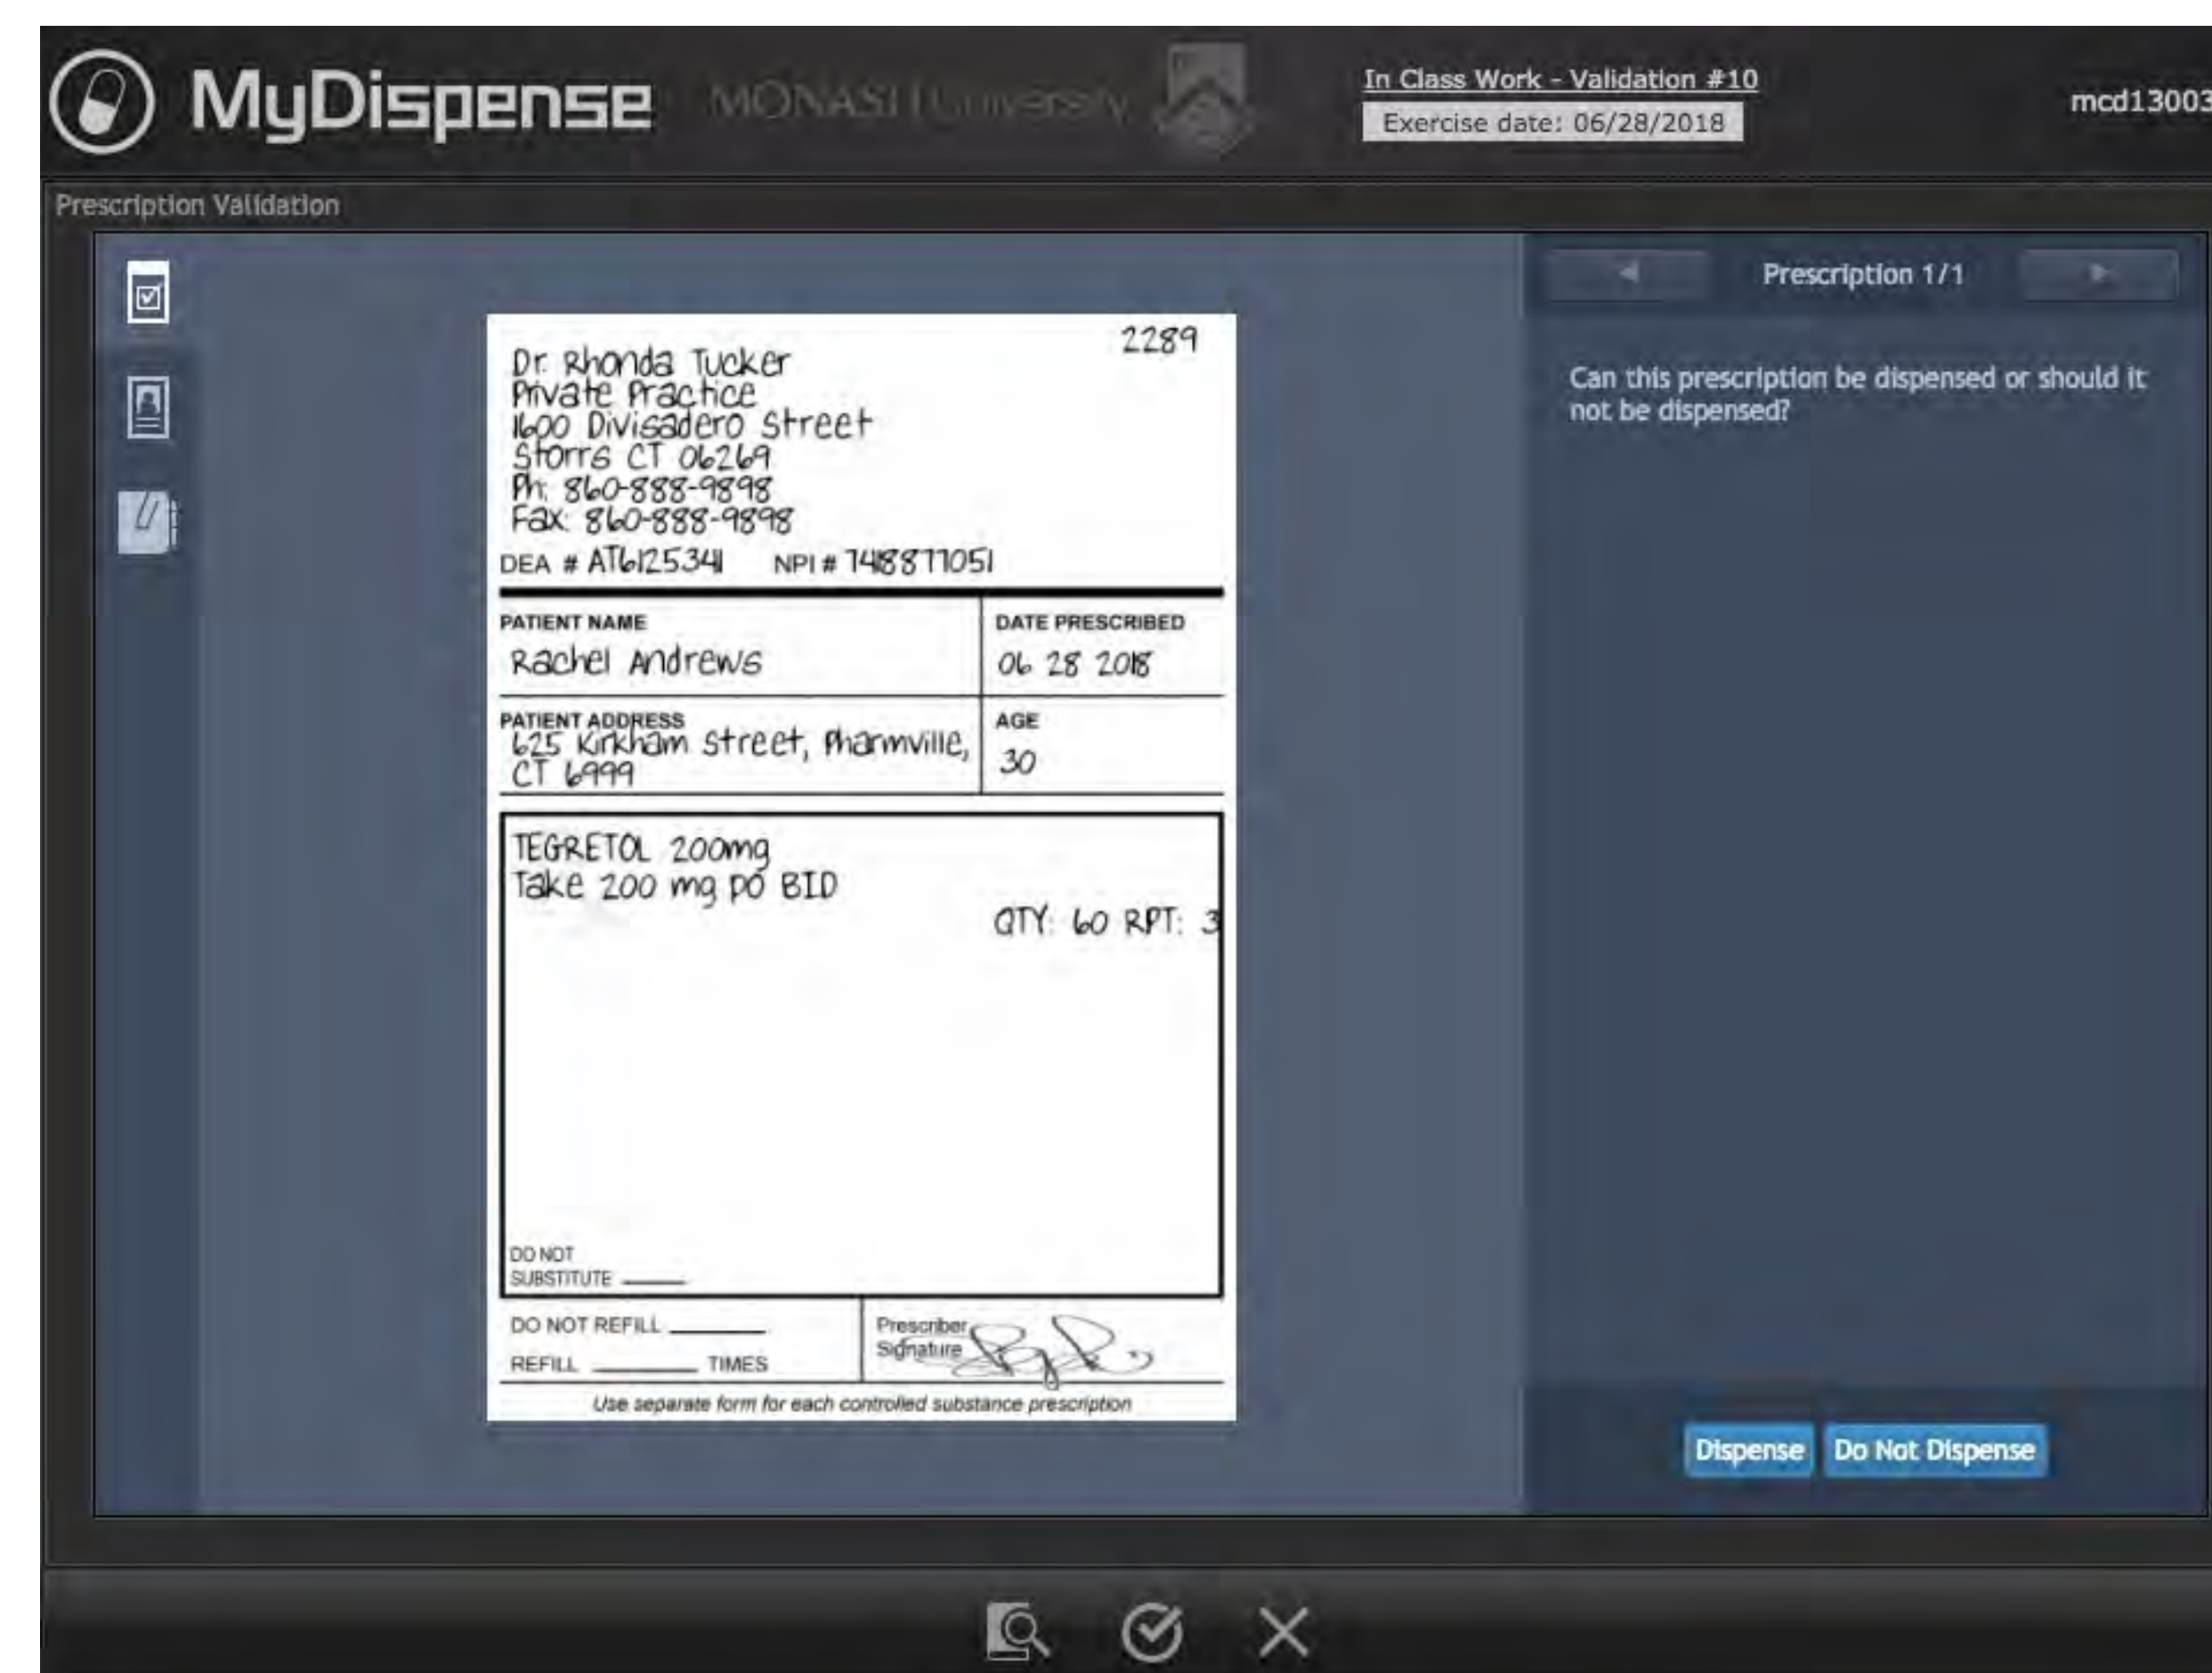 MyDispense
MONASH University
In Class Work - Validation #10
Exercise date: 06/28/2018
mcd13003
Prescription Validation
Prescription 1/1
Can this prescription be dispensed or should it
not be dispensed?
2289
Dr. Rhonda Tucker
Private Practice
1600 Divisadero Street
Storrs CT 06269
Ph: 860-888-9898
Fax: 860-888-9898
DEA # AT6125341 NPI # 7418877051
PATIENT NAME
Rachel Andrews
DATE PRESCRIBED
06 28 2018
PATIENT ADDRESS
625 Kirkham Street, Pharmville,
CT 6999
AGE
30
TEGRETOL 200mg
Take 200 mg po BID
QTY: 60 RPT: 3
DO NOT
SUBSTITUTE
DO NOT REFILL
REFILL TIMES
Prescriber
Signature
Use separate form for each controlled substance prescription
Dispense
Do Not Dispense